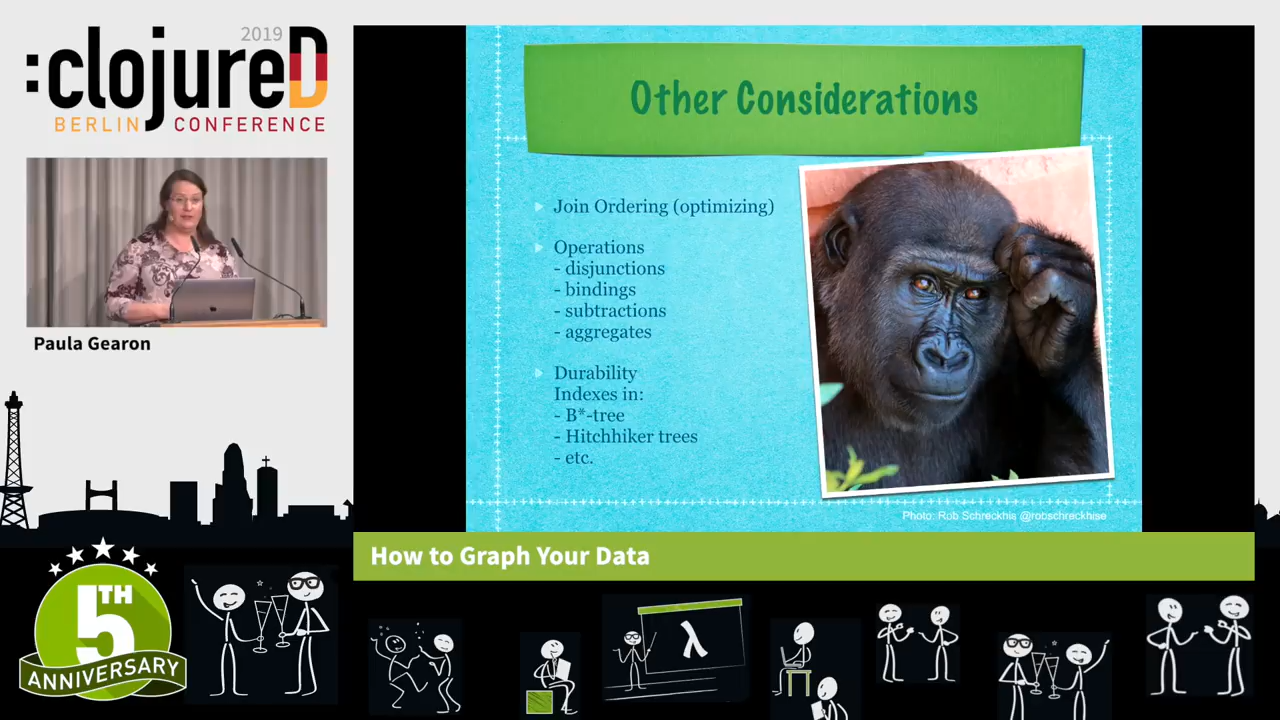 2019
:clojureD
BERLIN CONFERENCE
Paula Gearon
Other Considerations
Join Ordering (optimizing)
Operations
- disjunctions
- bindings
- subtractions
- aggregates
Durability
Indexes in:
- B*-tree
- Hitchhiker trees
- etc.
Photo: Rob Schreckhis @robschreckhise
How to Graph Your Data
5TH
ANNIVERSARY
λ